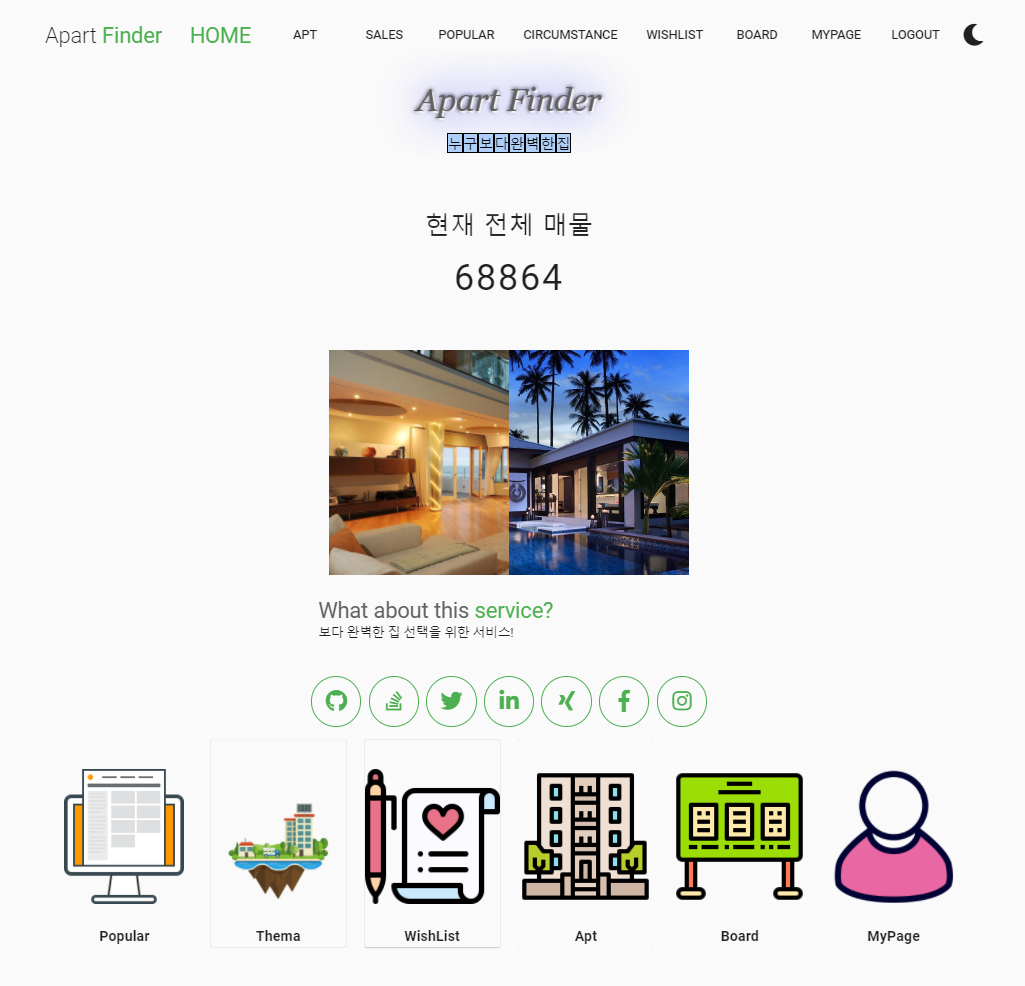 Apart Finder HOME APT SALES POPULAR CIRCUMSTANCE WISHLIST BOARD MYPAGE LOGOUT
Apart Finder
누구보다완벽한집
현재 전체 매물
68864
What about this service?
보다 완벽한 집 선택을 위한 서비스!
in
Popular Thema WishList Apt Board MyPage